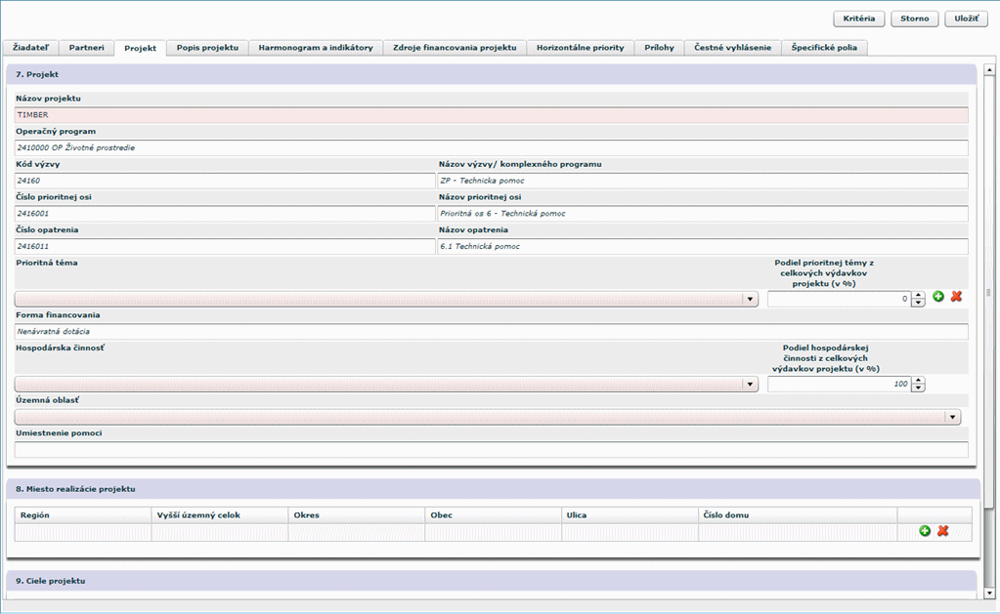 Kritéria Storno Uložiť
Žiadateľ Partneri Projekt Popis projektu Harmonogram a indikátory Zdroje financovania projektu Horizontálne priority Prílohy Čestné vyhlásenie Špecifické polia
7. Projekt
Názov projektu
TIMBER
Operačný program
2410000 OP Životné prostredie
Kód výzvy Názov výzvy/ komplexného programu
24160 ZP - Technicka pomoc
Číslo prioritnej osi Názov prioritnej osi
2416001 Prioritná os 6 - Technická pomoc
Číslo opatrenia Názov opatrenia
2416011 6.1 Technická pomoc
Prioritná téma Podiel prioritnej témy z
celkových výdavkov
projektu (v %)
0
Forma financovania
Nenávratná dotácia
Hospodárska činnosť Podiel hospodárskej
činnosti z celkových
výdavkov projektu (v %)
100
Územná oblasť
Umiestnenie pomoci
8. Miesto realizácie projektu
Región Vyšší územný celok Okres Obec Ulica Číslo domu
9. Ciele projektu